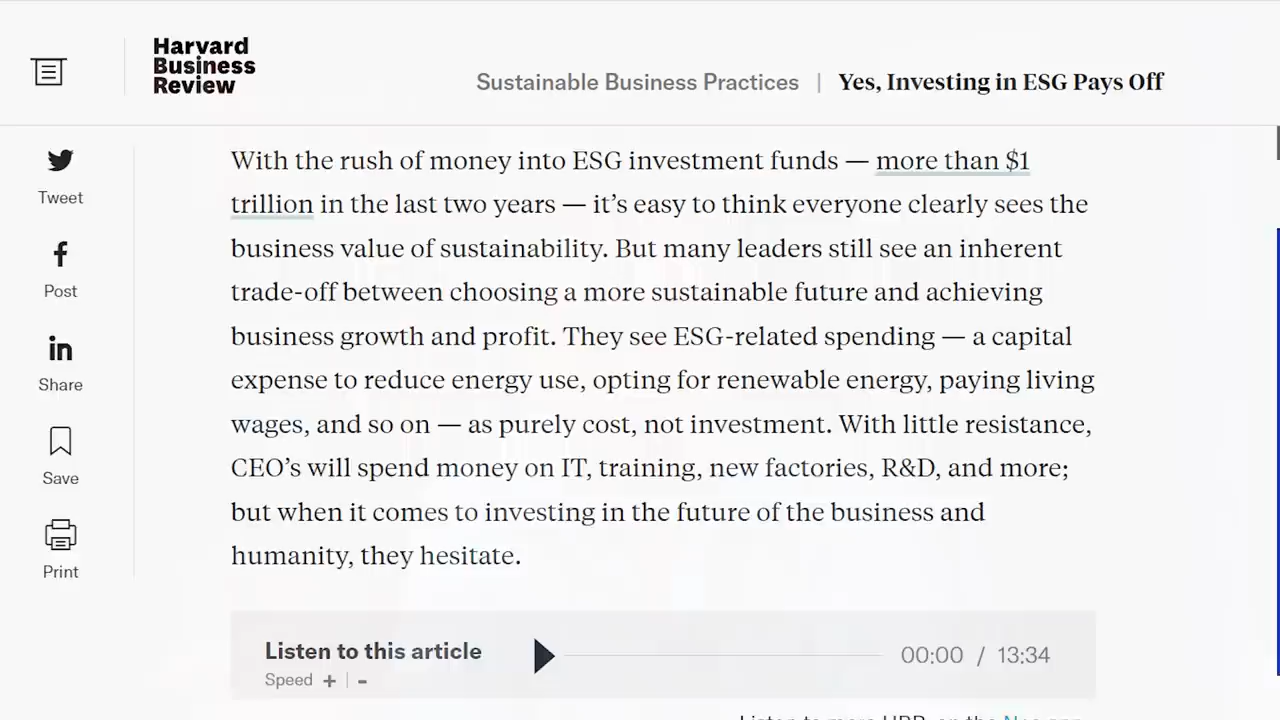 Harvard
Business
Review
Sustainable Business Practices | Yes, Investing in ESG Pays Off
Tweet
Post
Share
Save
Print
With the rush of money into ESG investment funds — more than $1
trillion in the last two years — it’s easy to think everyone clearly sees the
business value of sustainability. But many leaders still see an inherent
trade-off between choosing a more sustainable future and achieving
business growth and profit. They see ESG-related spending — a capital
expense to reduce energy use, opting for renewable energy, paying living
wages, and so on — as purely cost, not investment. With little resistance,
CEO’s will spend money on IT, training, new factories, R&D, and more;
but when it comes to investing in the future of the business and
humanity, they hesitate.
Listen to this article
00:00 / 13:34
Speed + | -
Listen to more HBR, on the